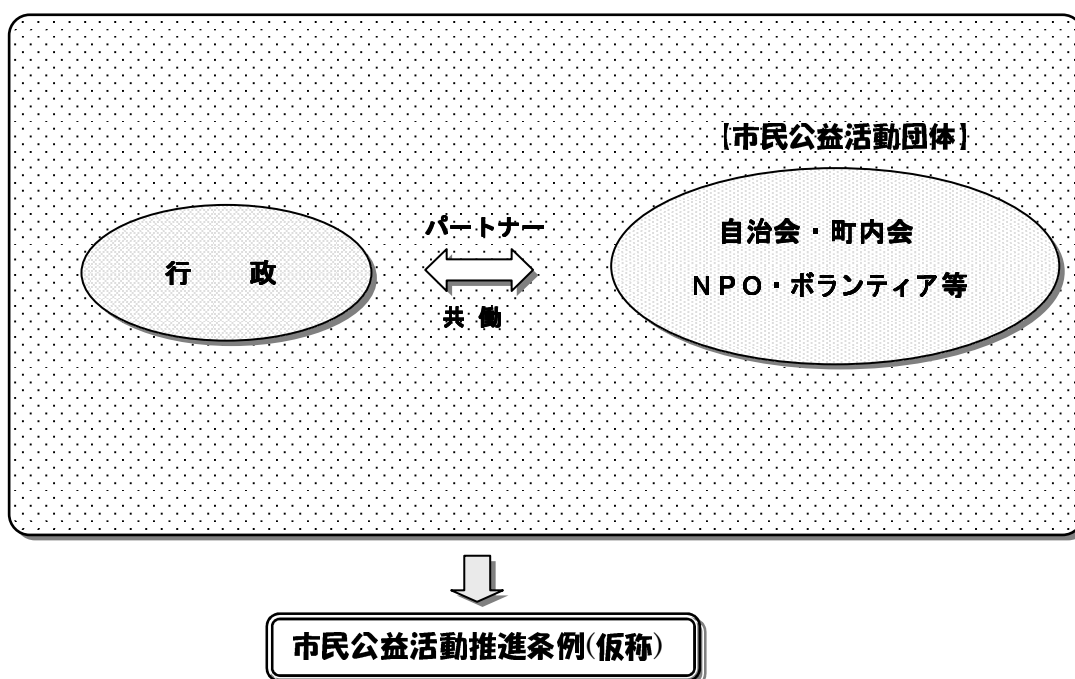 【市民公益活動団体】
行　　政
パートナー
共 働
自治会・町内会
ＮＰＯ・ボランティア等
市民公益活動推進条例(仮称)